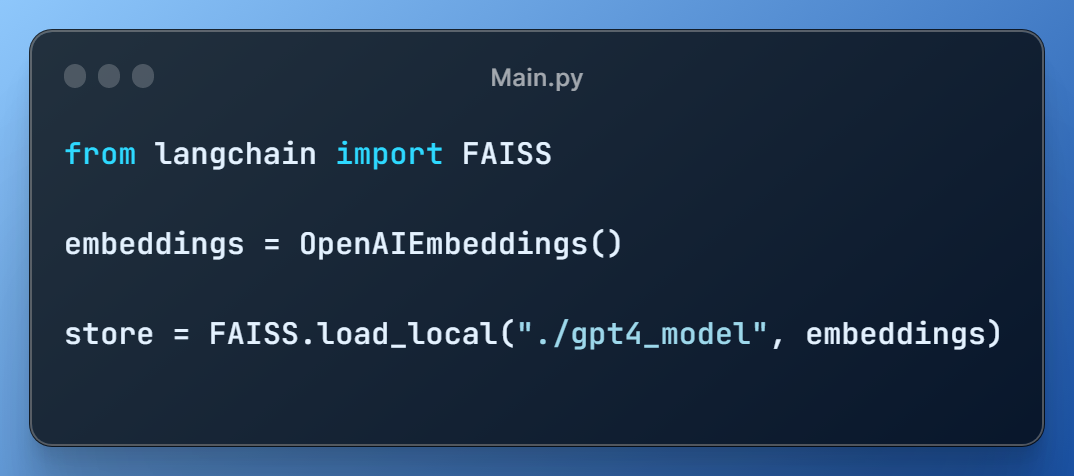 Main.py
from langchain import FAISS
embeddings = OpenAIEmbeddings()
store = FAISS.load_local("./gpt4_model", embeddings)